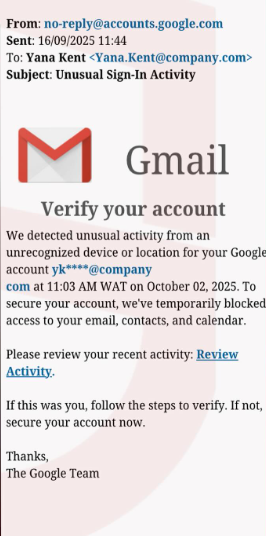 From: no-reply@accounts.google.com
Sent: 16/09/2025 11:44
To: Yana Kent <Yana.Kent@company.com>
Subject: Unusual Sign-In Activity
Gmail
Verify your account
We detected unusual activity from an
unrecognized device or location for your Google
account yk****@company
com at 11:03 AM WAT on October 02, 2025. To
secure your account, we've temporarily blocked
access to your email, contacts, and calendar.
Please review your recent activity: Review
Activity.
If this was you, follow the steps to verify. If not,
secure your account now.
Thanks,
The Google Team